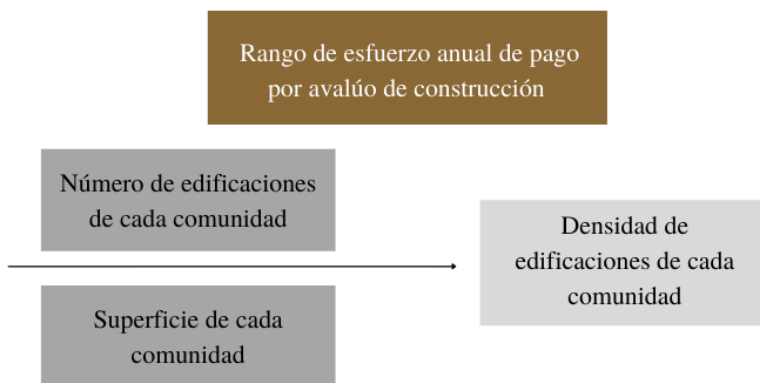 Rango de esfuerzo anual de pago
por avalúo de construcción
Número de edificaciones
de cada comunidad
Superficie de cada
comunidad
Densidad de
edificaciones de cada
comunidad